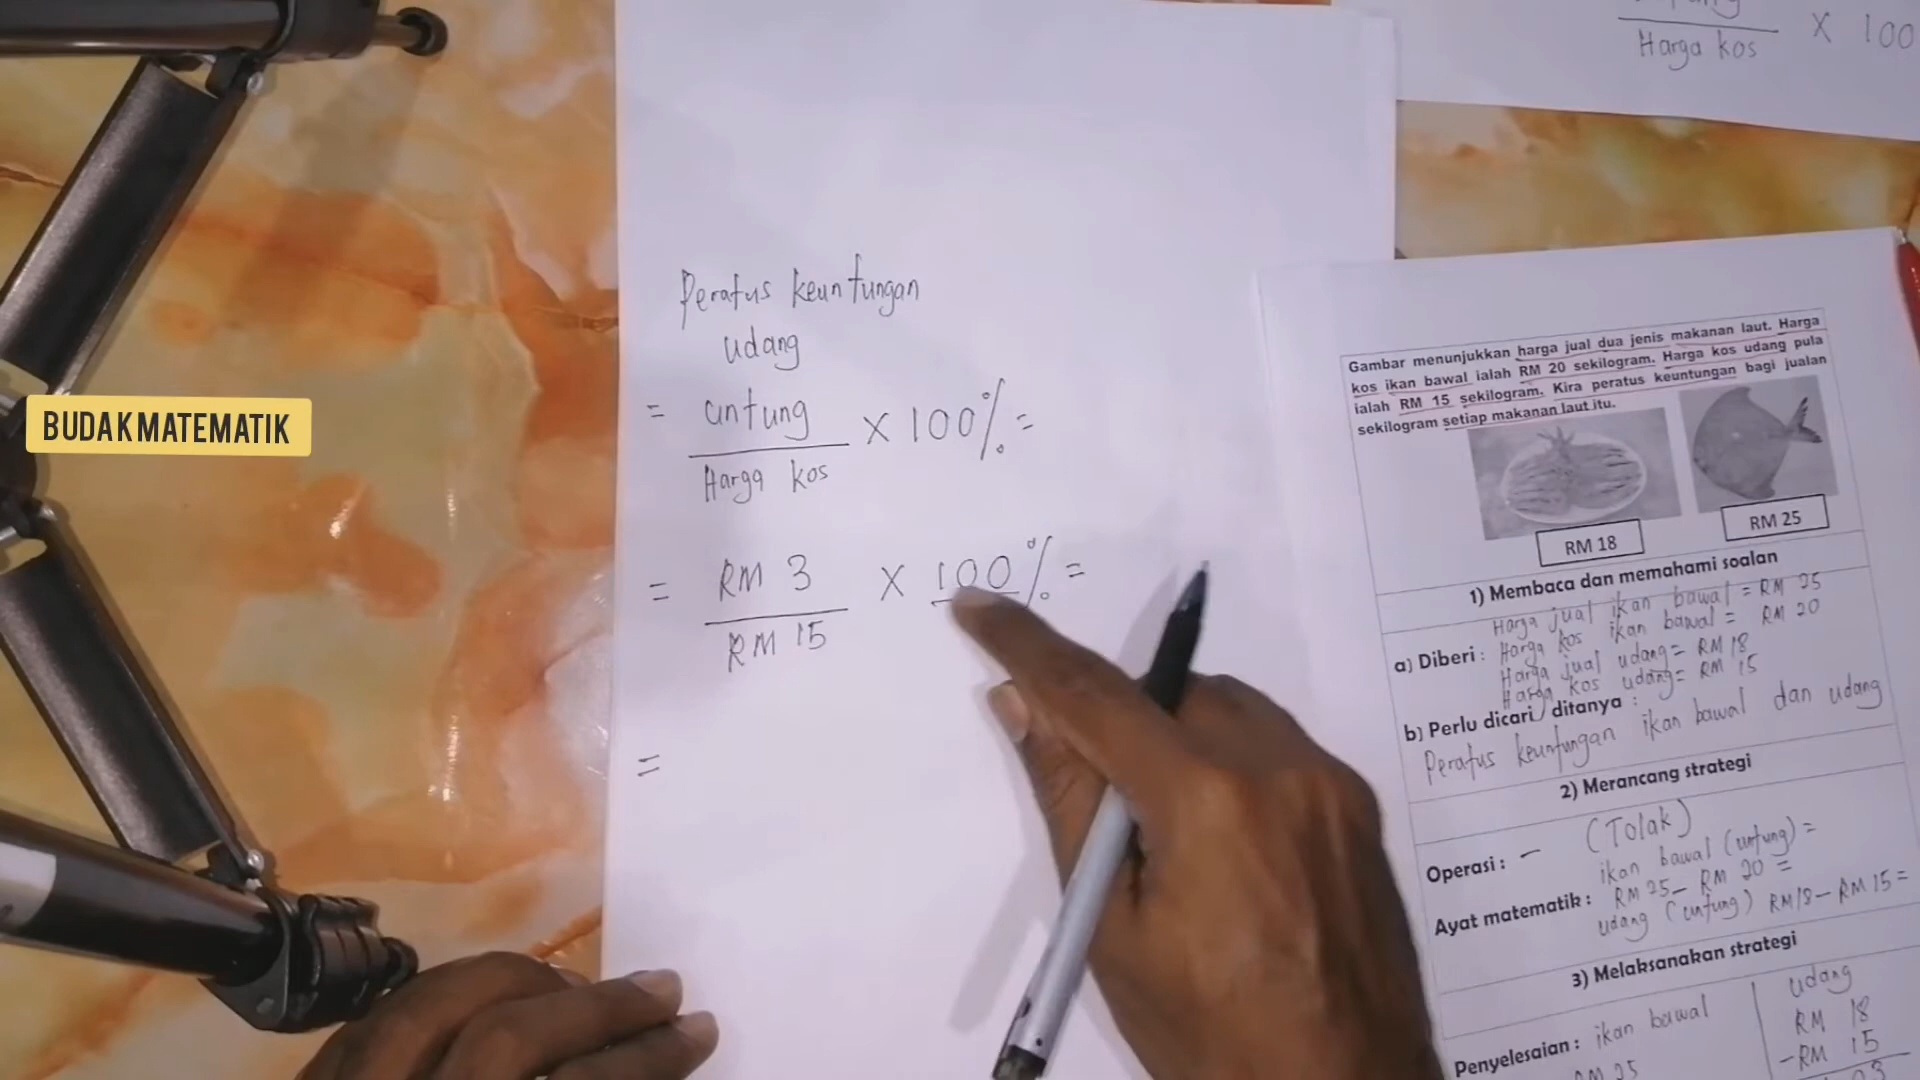 Harga kos X 100
BUDAK MATEMATIK
Peratus keuntungan
udang
= untung X 100% =
Harga kos
= RM 3 X 100% =
RM 15
=
Gambar menunjukkan harga jual dua jenis makanan laut. Harga
kos ikan bawal ialah RM 20 sekilogram. Harga kos udang pula
ialah RM 15 sekilogram. Kira peratus keuntungan bagi jualan
sekilogram setiap makanan laut itu.
RM 18
RM 25
1) Membaca dan memahami soalan
Harga jual ikan bawal = RM 25
a) Diberi : Harga kos ikan bawal = RM 20
Harga jual udang = RM 18
Harga kos udang = RM 15
b) Perlu dicari / ditanya :
Peratus keuntungan ikan bawal dan udang
2) Merancang strategi
Operasi : - (Tolak)
ikan bawal (untung) =
Ayat matematik : RM 25 - RM 20 =
udang (untung) RM 18 - RM 15 =
3) Melaksanakan strategi
Penyelesaian : ikan bawal
RM 25
udang
RM 18
- RM 15